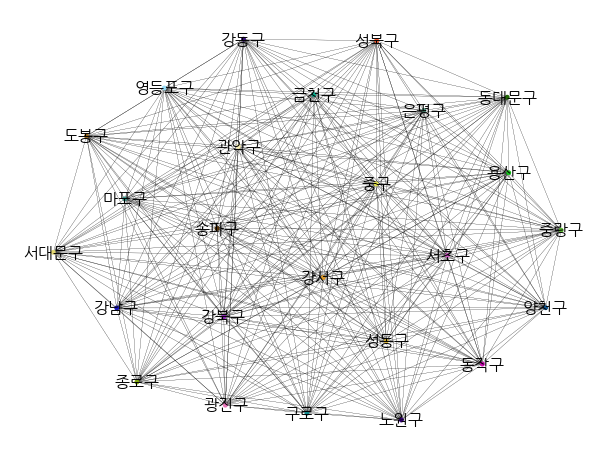 강동구
성북구
영등포구
금천구
동대문구
은평구
도봉구
관악구
용산구
중구
마포구
송파구
중랑구
서대문구
서초구
강서구
강남구
강북구
양천구
성동구
동작구
종로구
광진구
구로구
노원구